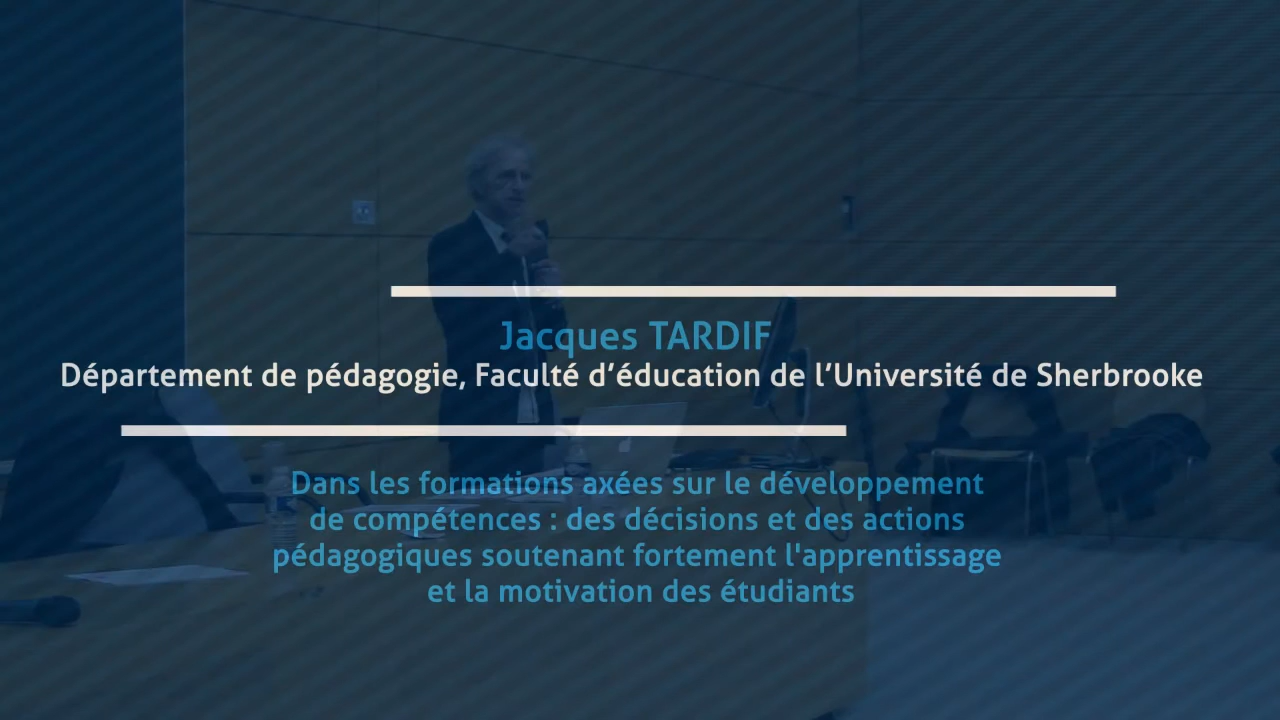 Jacques TARDIF
Département de pédagogie, Faculté d’éducation de l’Université de Sherbrooke
Dans les formations axées sur le développement
de compétences : des décisions et des actions
pédagogiques soutenant fortement l'apprentissage
et la motivation des étudiants